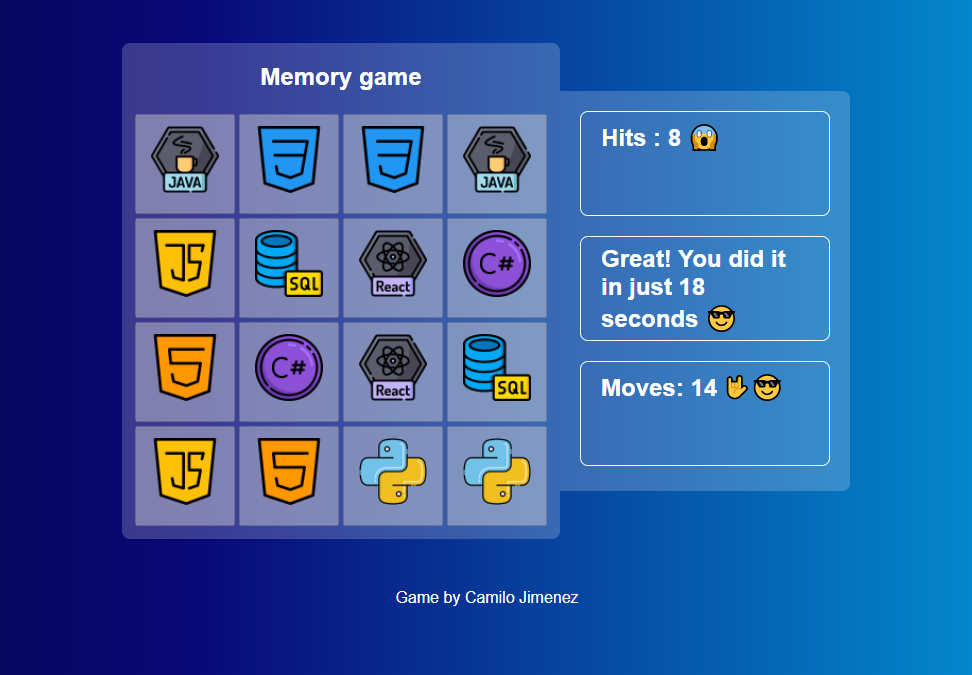 Memory game
JAVA
JAVA
JS
SQL
React
C#
C#
React
SQL
JS
Hits : 8 😱
Great! You did it
in just 18
seconds 😎
Moves: 14 🤟😎
Game by Camilo Jimenez